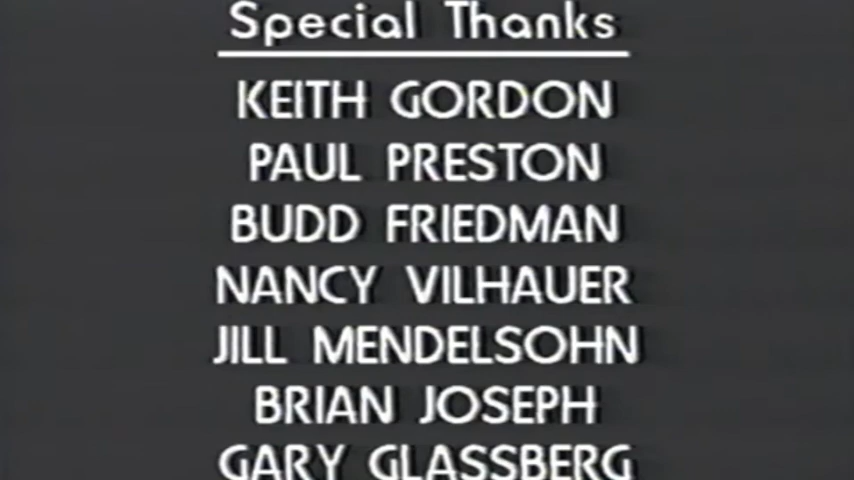 Special Thanks
KEITH GORDON
PAUL PRESTON
BUDD FRIEDMAN
NANCY VILHAUER
JILL MENDELSOHN
BRIAN JOSEPH
GARY GLASSBERG